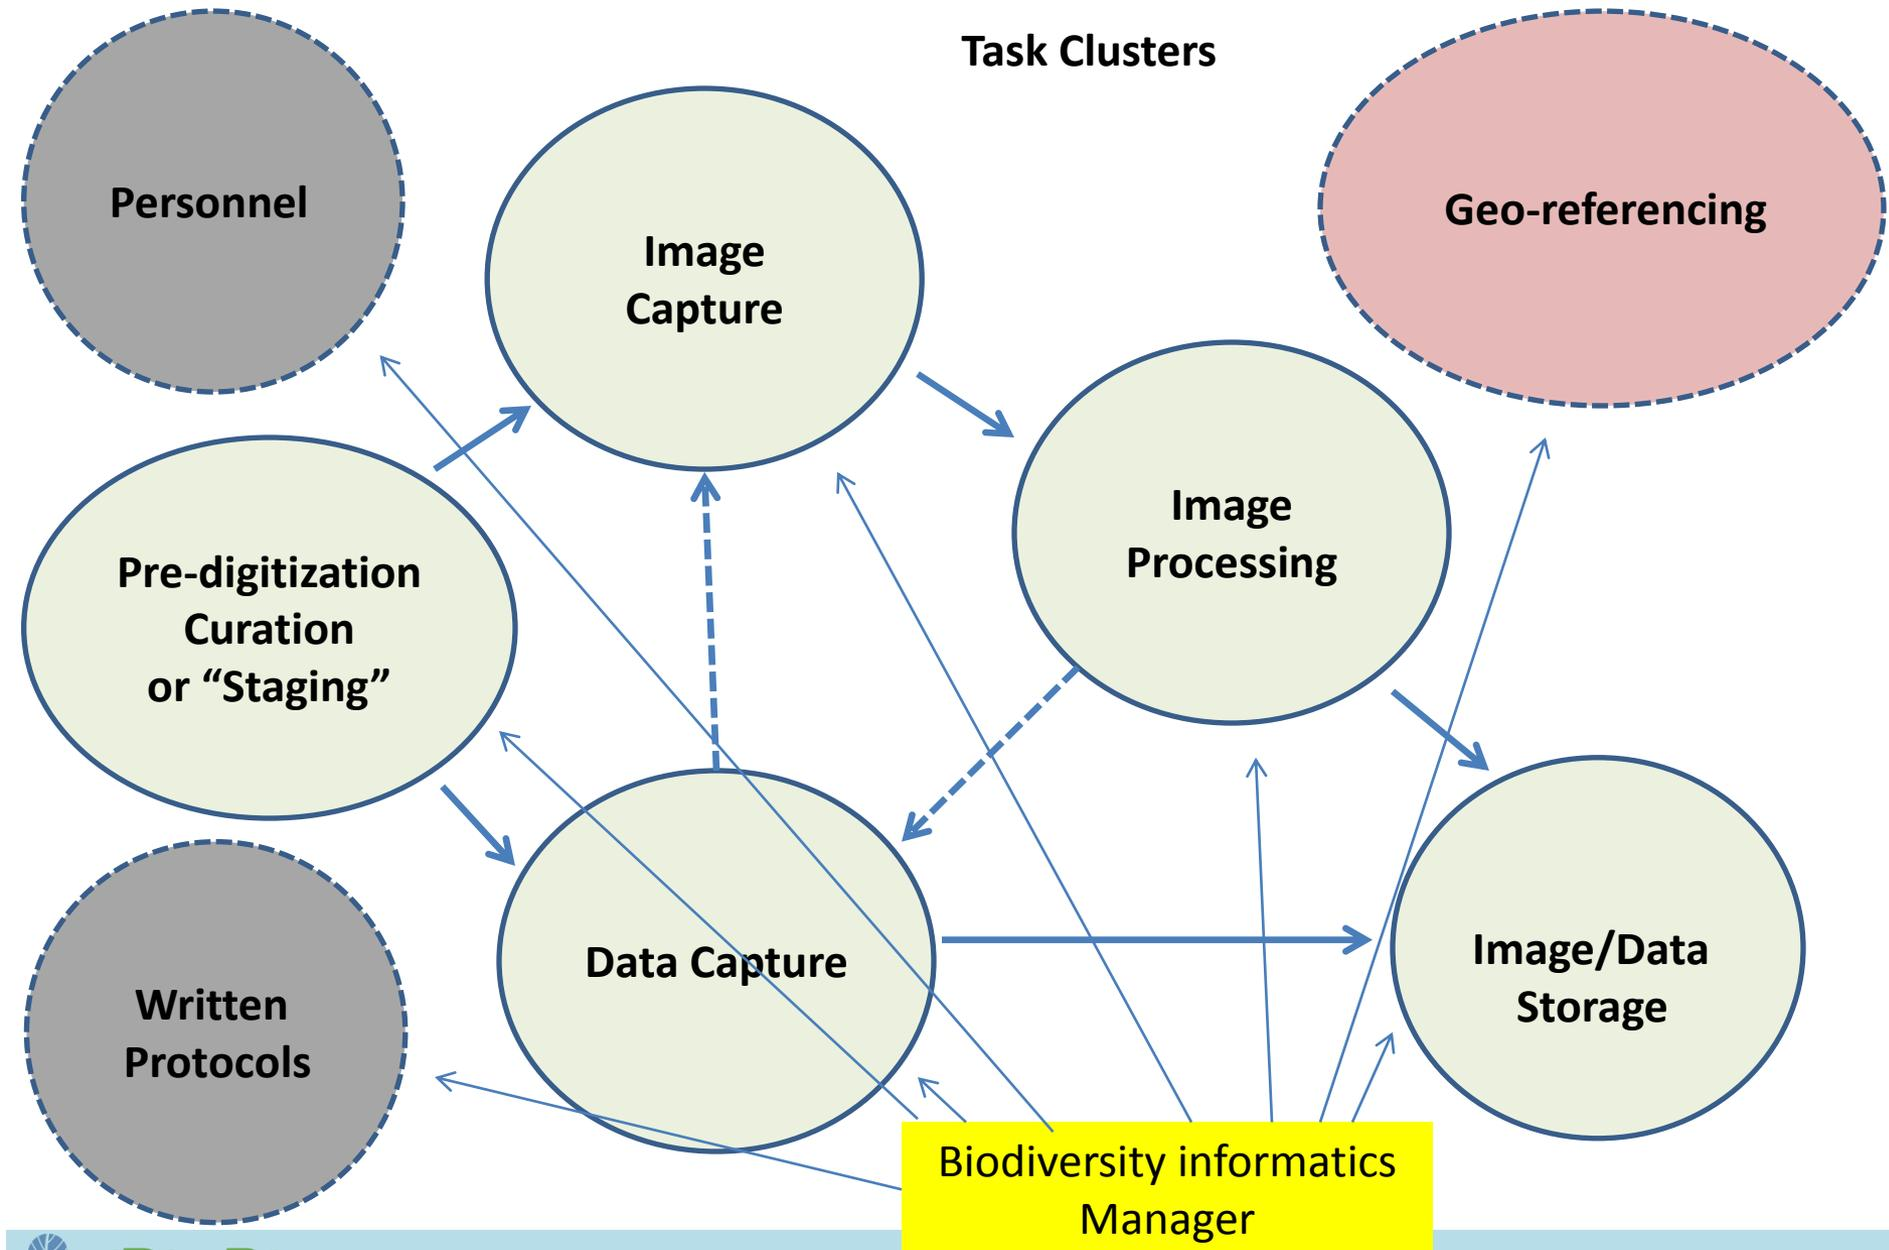 Task Clusters
Personnel
Image
Capture
Geo-referencing
Image
Processing
Pre-digitization
Curation
or “Staging”
Data Capture
Image/Data
Storage
Written
Protocols
Biodiversity informatics
Manager